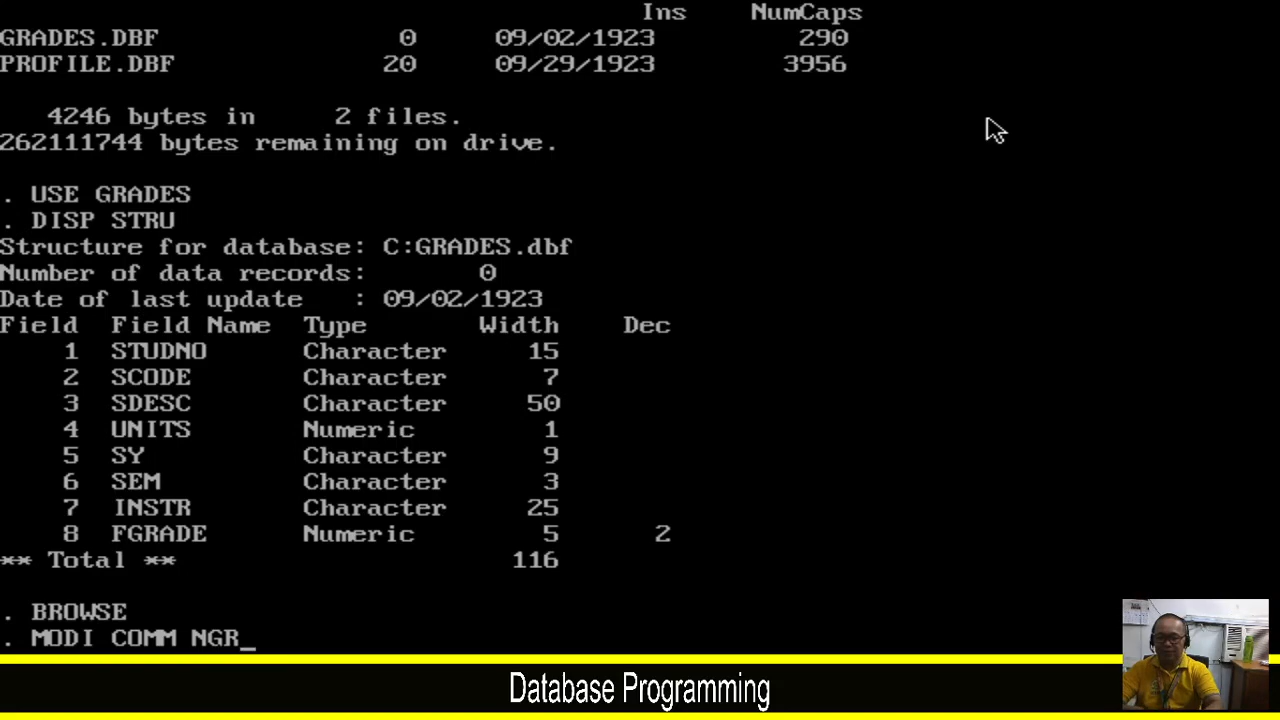 Ins NumCaps
GRADES.DBF 0 09/02/1923 290
PROFILE.DBF 20 09/29/1923 3956
4246 bytes in 2 files.
262111744 bytes remaining on drive.
. USE GRADES
. DISP STRU
Structure for database: C:GRADES.dbf
Number of data records: 0
Date of last update : 09/02/1923
Field Field Name Type Width Dec
1 STUDNO Character 15
2 SCODE Character 7
3 SDESC Character 50
4 UNITS Numeric 1
5 SY Character 9
6 SEM Character 3
7 INSTR Character 25
8 FGRADE Numeric 5 2
** Total ** 116
. BROWSE
. MODI COMM NGR_
Database Programming